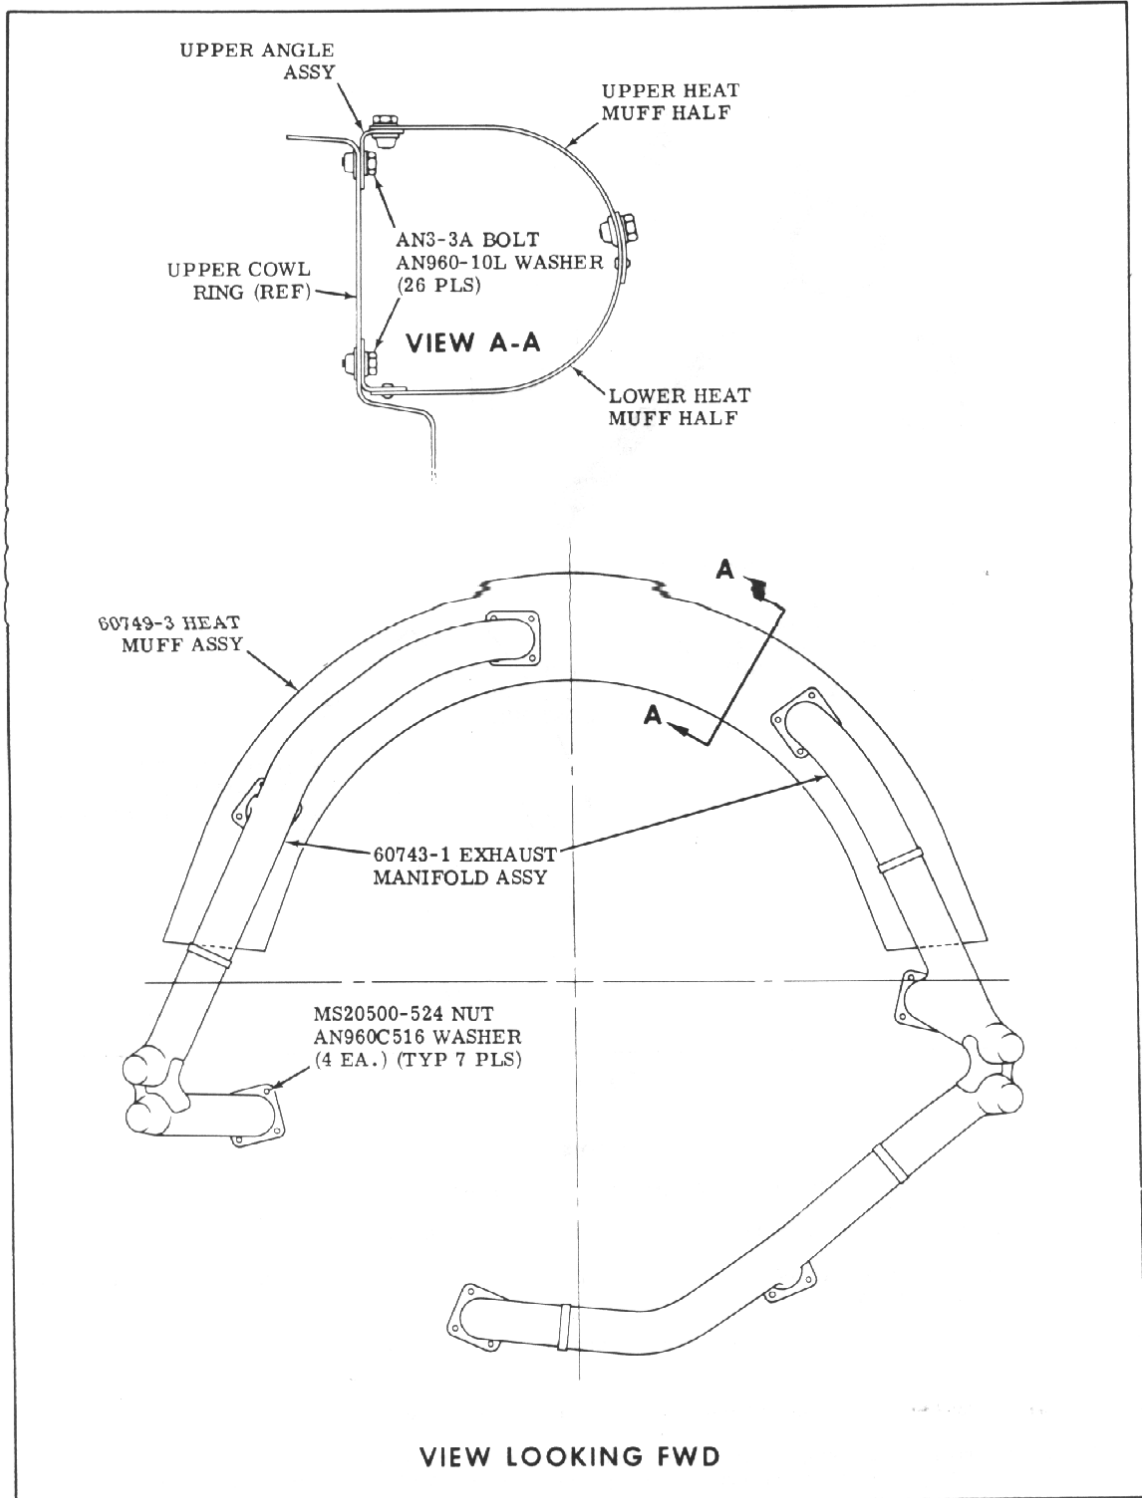 UPPER ANGLE
ASSY
UPPER HEAT
MUFF HALF
AN3-3A BOLT
AN960-10L WASHER
(26 PLS)
UPPER COWL
RING (REF)
VIEW A-A
LOWER HEAT
MUFF HALF
A
60749-3 HEAT
MUFF ASSY
A
60743-1 EXHAUST
MANIFOLD ASSY
MS20500-524 NUT
AN960C516 WASHER
(4 EA.) (TYP 7 PLS)
VIEW LOOKING FWD